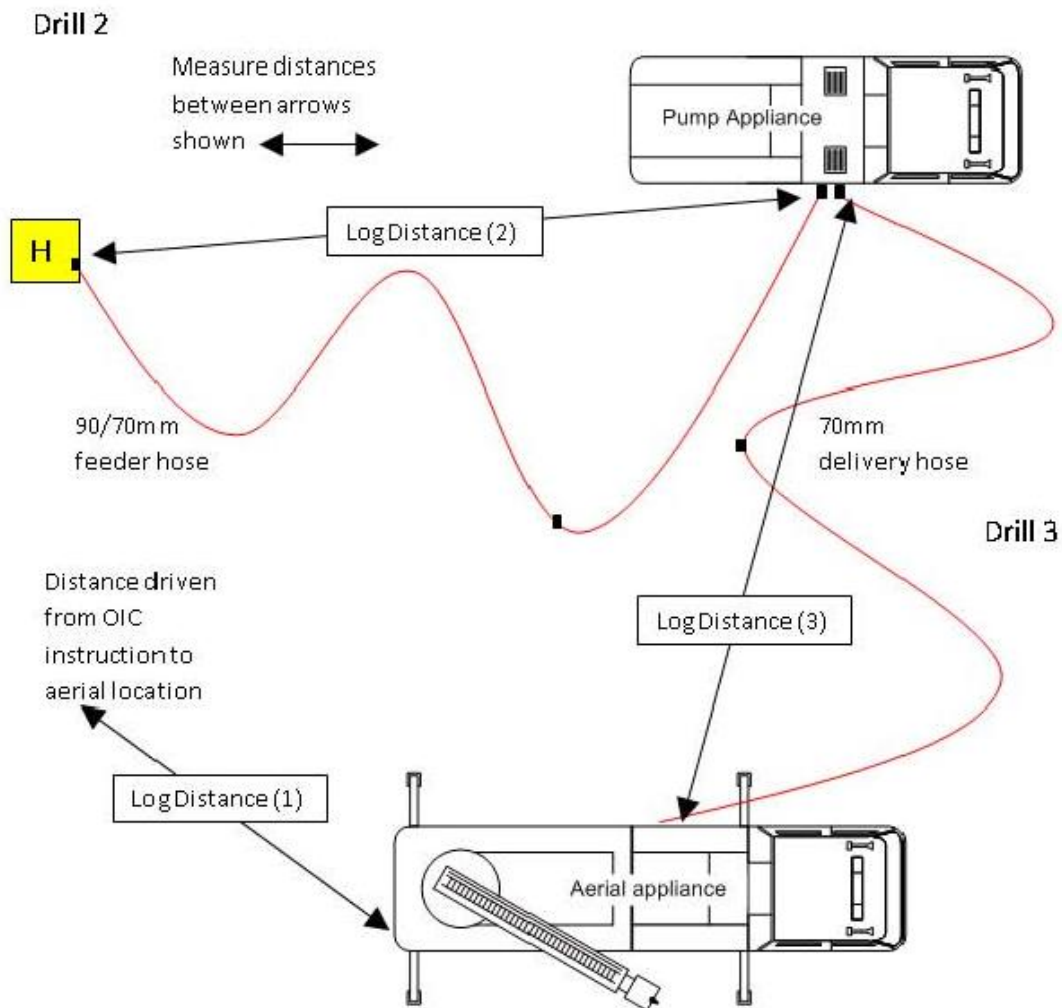 Drill 2
Measure distances
between arrows
shown
Pump Appliance
Log Distance (2)
H
90/70mm
feeder hose
70mm
delivery hose
Drill 3
Distance driven
from OIC
instruction to
aerial location
Log Distance (3)
Log Distance (1)
Aerial appliance